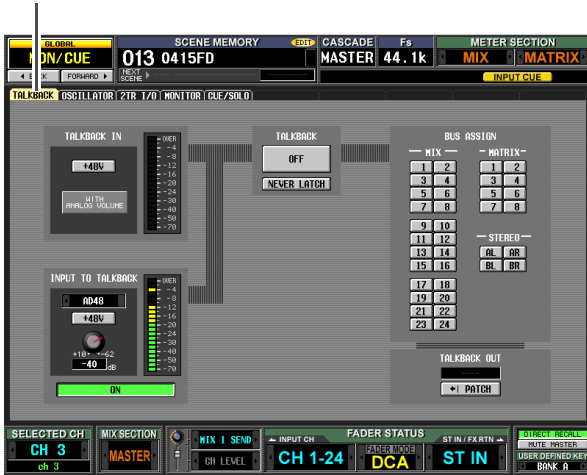 GLOBAL
MON/CUE
BACK
FORWARD
SCENE MEMORY
EDIT
013 0415FD
NEXT SCENE
CASCADE
MASTER
Fs
44.1k
METER SECTION
MIX
MATRIX
INPUT CUE
TALKBACK
OSCILLATOR
2TR I/O
MONITOR
CUE/SOLO
TALKBACK IN
+48V
WITH
ANALOG VOLUME
OVER
-4
-8
-12
-16
-20
-24
-30
-40
-50
-70
TALKBACK
OFF
NEVER LATCH
BUS ASSIGN
MIX
1 2
3 4
5 6
7 8
9 10
11 12
13 14
15 16
17 18
19 20
21 22
23 24
MATRIX
1 2
3 4
5 6
7 8
STEREO
AL AR
BL BR
INPUT TO TALKBACK
AD48
+48V
+10 -62
-40 dB
OVER
-4
-8
-12
-16
-20
-24
-30
-40
-50
-70
ON
TALKBACK OUT
----
PATCH
SELECTED CH
CH 3
ch 3
MIX SECTION
MASTER
MIX 1 SEND
CH LEVEL
FADER STATUS
INPUT CH
CH 1-24
FADER MODE
DCA
ST IN / FX RTN
ST IN
DIRECT RECALL
MUTE MASTER
USER DEFINED KEY
BANK A